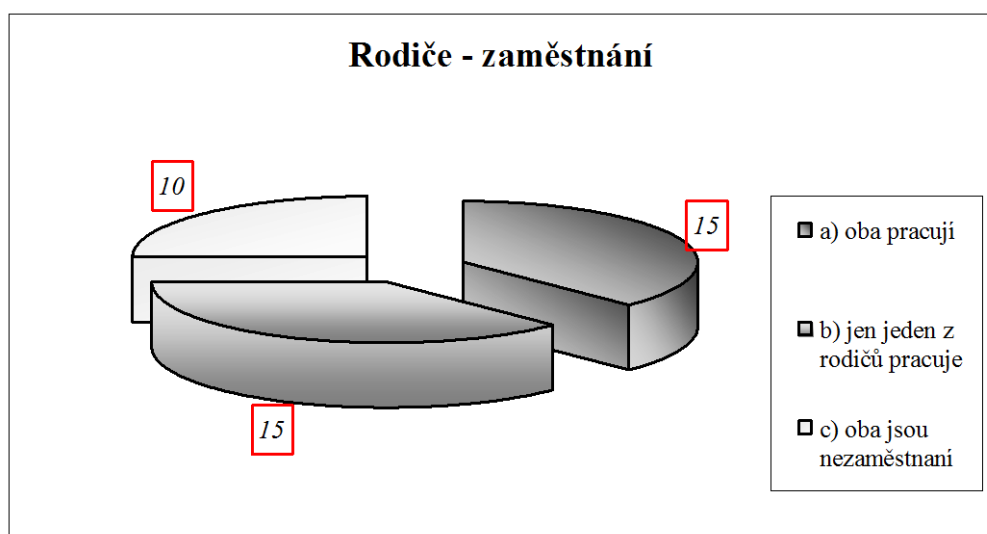 Rodiče - zaměstnání
10
15
15
a) oba pracují
b) jen jeden z
rodičů pracuje
c) oba jsou
nezaměstnaní